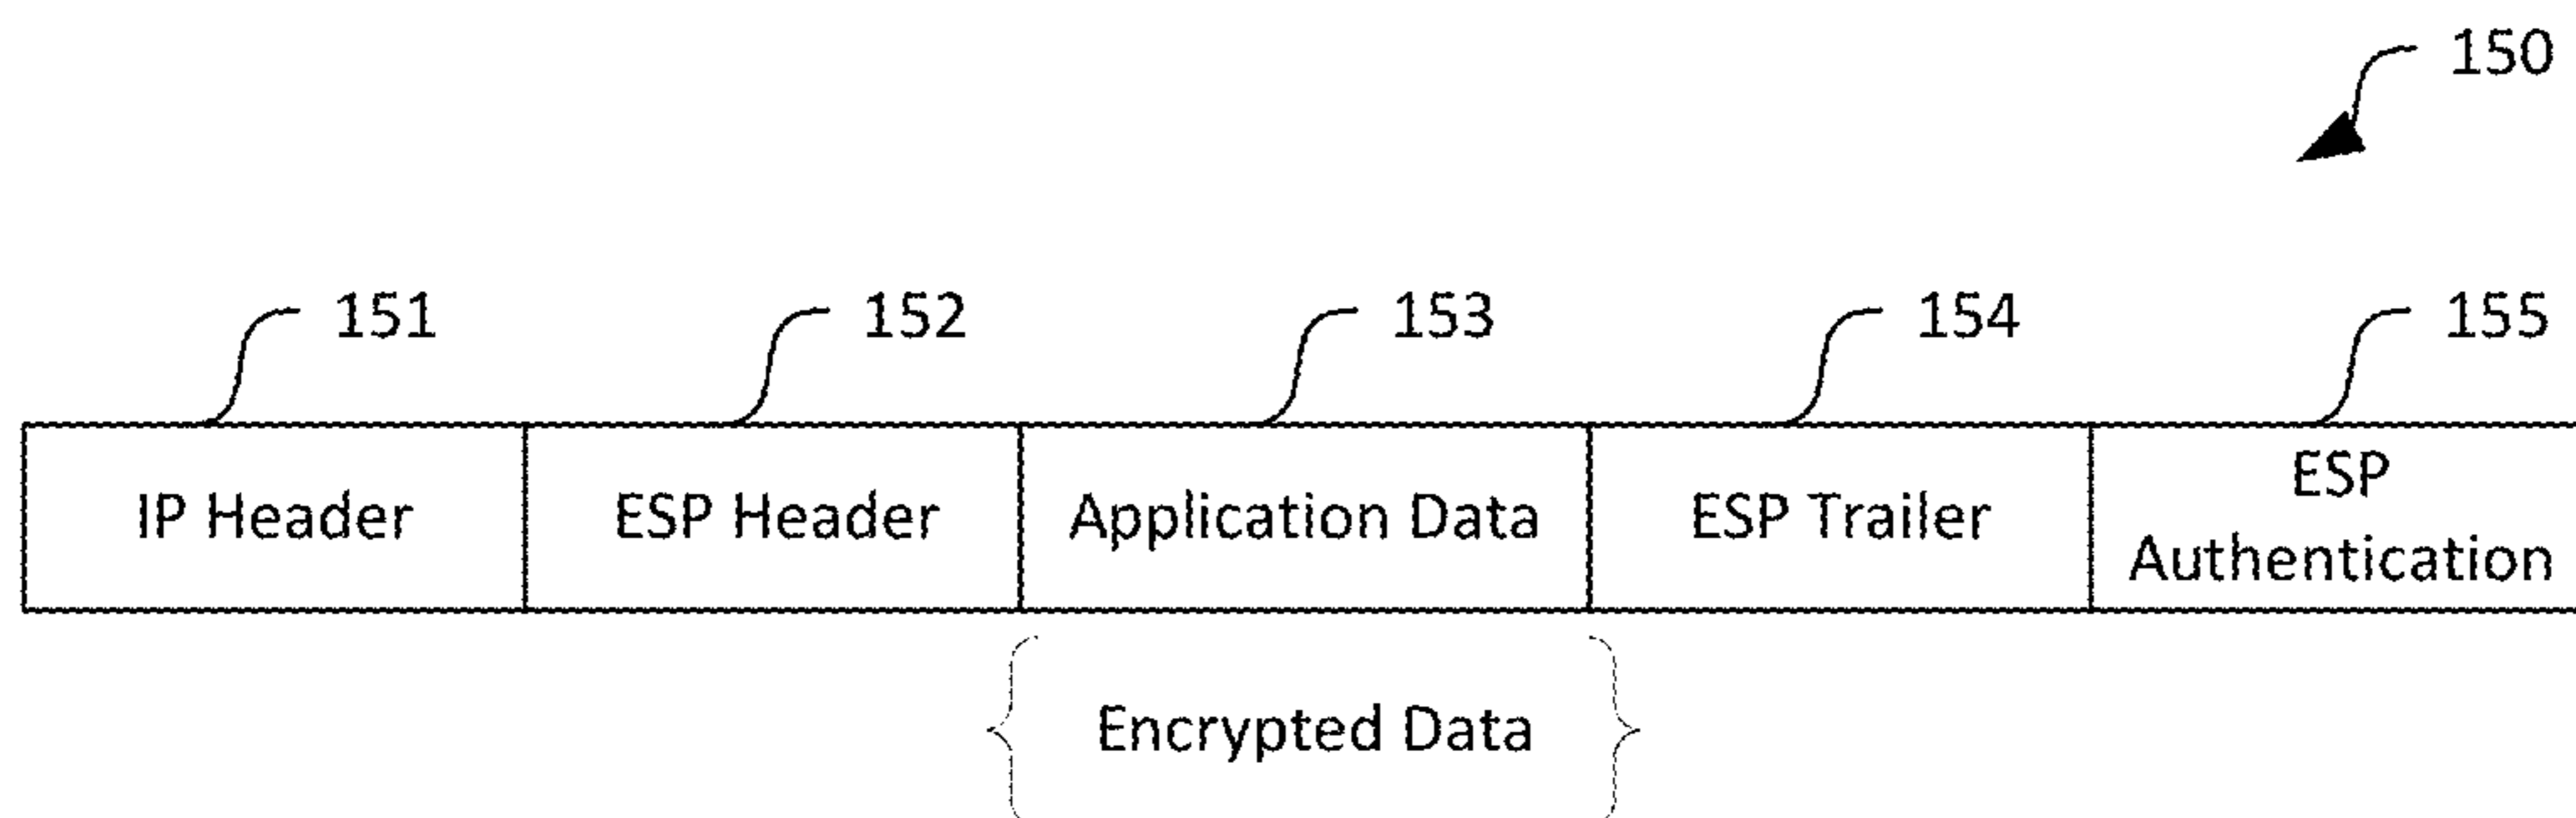 150
151
152
153
154
155
IP Header
ESP Header
Application Data
ESP Trailer
ESP
Authentication
Encrypted Data